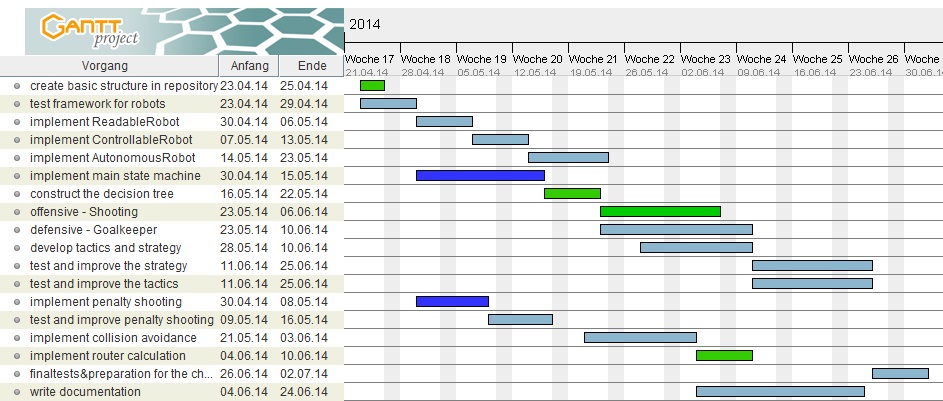 GANTT
project
2014
Vorgang Anfang Ende
Woche 17 Woche 18 Woche 19 Woche 20 Woche 21 Woche 22 Woche 23 Woche 24 Woche 25 Woche 26 Woche
21.04.14 28.04.14 05.05.14 12.05.14 19.05.14 26.05.14 02.06.14 09.06.14 16.06.14 23.06.14 30.06.14
create basic structure in repository 23.04.14 25.04.14
test framework for robots 23.04.14 29.04.14
implement ReadableRobot 30.04.14 06.05.14
implement ControllableRobot 07.05.14 13.05.14
implement AutonomousRobot 14.05.14 23.05.14
implement main state machine 30.04.14 15.05.14
construct the decision tree 16.05.14 22.05.14
offensive - Shooting 23.05.14 06.06.14
defensive - Goalkeeper 23.05.14 10.06.14
develop tactics and strategy 28.05.14 10.06.14
test and improve the strategy 11.06.14 25.06.14
test and improve the tactics 11.06.14 25.06.14
implement penalty shooting 30.04.14 08.05.14
test and improve penalty shooting 09.05.14 16.05.14
implement collision avoidance 21.05.14 03.06.14
implement router calculation 04.06.14 10.06.14
finaltests&preparation for the ch... 26.06.14 02.07.14
write documentation 04.06.14 24.06.14